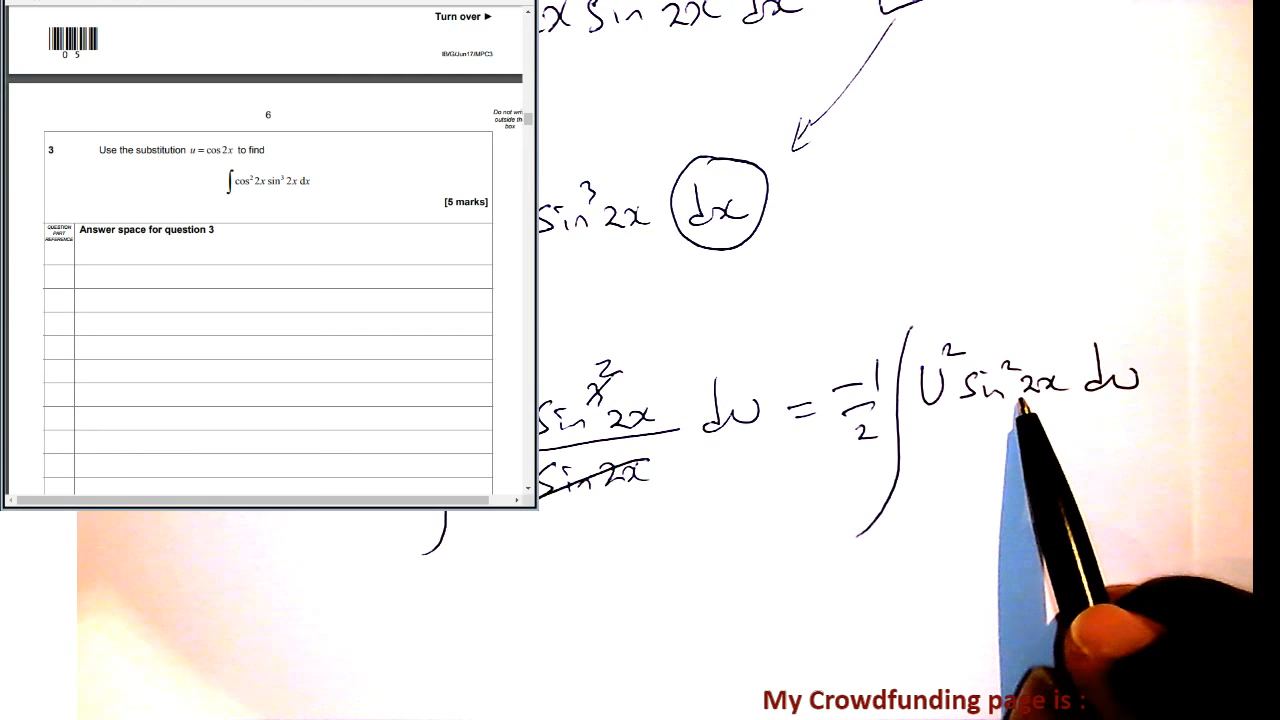 Turn over ►
0 5
IB/G/Jun17/MPC3
6
Do not wri
outside th
box
3 Use the substitution u = cos 2x to find
∫ cos² 2x sin³ 2x dx
[5 marks]
QUESTION
PART
REFERENCE
Answer space for question 3
x sin 2x dx
sin³ 2x dx
sin² 2x
sin 2x
du = -1/2 ∫ U² sin² 2x du
My Crowdfunding page is :